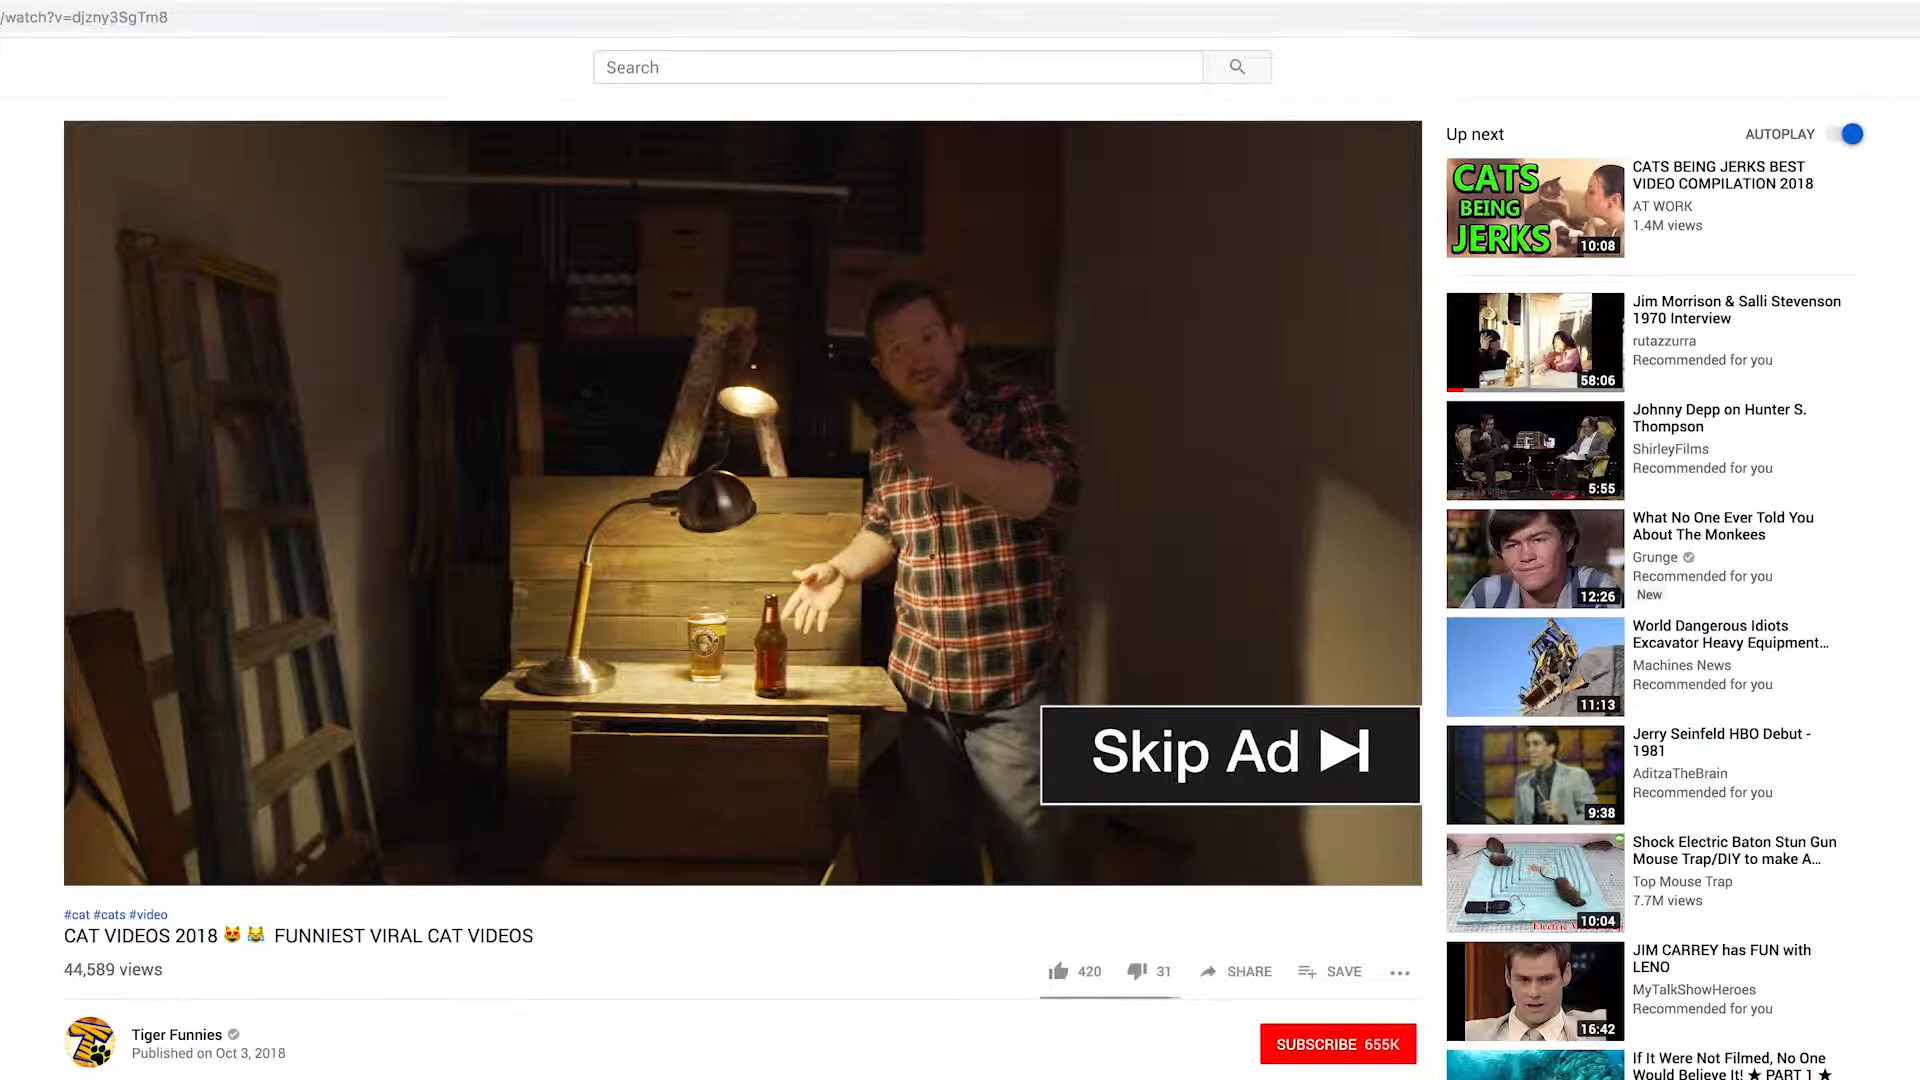 /watch?v=djzny3SgTm8
Search
Skip Ad
#cat #cats #video
CAT VIDEOS 2018 😻 😹 FUNNIEST VIRAL CAT VIDEOS
44,589 views
420
31
SHARE
SAVE
Tiger Funnies
Published on Oct 3, 2018
SUBSCRIBE 655K
Up next
AUTOPLAY
CATS
BEING
JERKS
10:08
CATS BEING JERKS BEST
VIDEO COMPILATION 2018
AT WORK
1.4M views
58:06
Jim Morrison & Salli Stevenson
1970 Interview
rutazzurra
Recommended for you
5:55
Johnny Depp on Hunter S.
Thompson
ShirleyFilms
Recommended for you
12:26
What No One Ever Told You
About The Monkees
Grunge
Recommended for you
New
11:13
World Dangerous Idiots
Excavator Heavy Equipment...
Machines News
Recommended for you
9:38
Jerry Seinfeld HBO Debut -
1981
AditzaTheBrain
Recommended for you
10:04
Shock Electric Baton Stun Gun
Mouse Trap/DIY to make A...
Top Mouse Trap
7.7M views
16:42
JIM CARREY has FUN with
LENO
MyTalkShowHeroes
Recommended for you
If It Were Not Filmed, No One
Would Believe It! ★ PART 1 ★